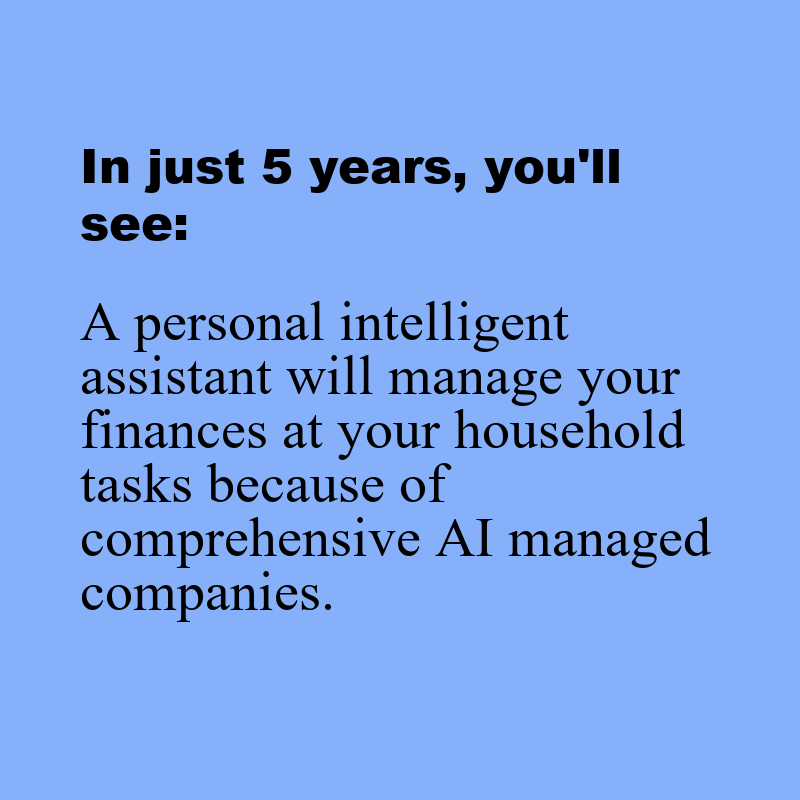 In just 5 years, you'll
see:
A personal intelligent
assistant will manage your
finances at your household
tasks because of
comprehensive AI managed
companies.